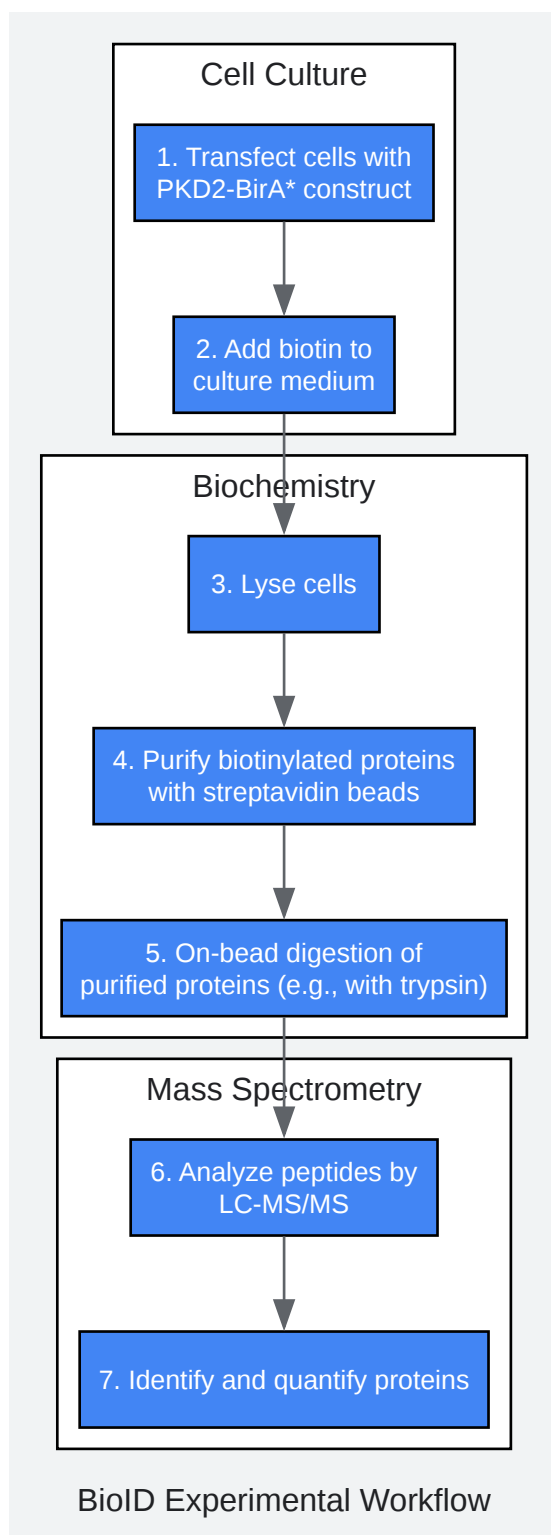 Cell Culture
1. Transfect cells with
PKD2-BirA* construct
2. Add biotin to
culture medium
Biochemistry
3. Lyse cells
4. Purify biotinylated proteins
with streptavidin beads
5. On-bead digestion of
purified proteins (e.g., with trypsin)
Mass Spectrometry
6. Analyze peptides by
LC-MS/MS
7. Identify and quantify proteins
BioID Experimental Workflow